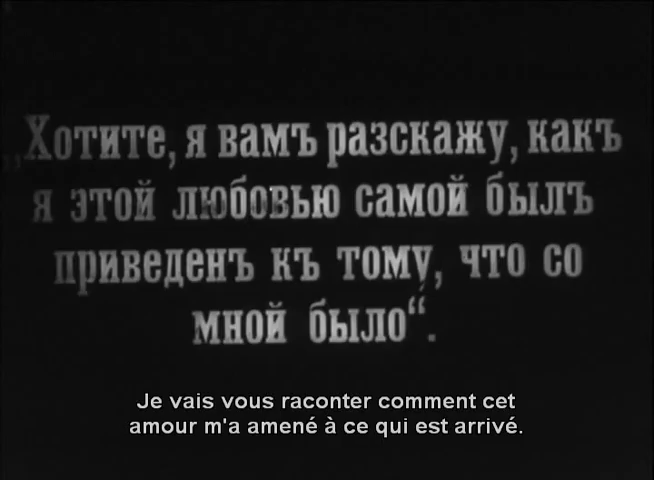 „Хотите, я вамъ разскажу, какъ
я этой любовью самой былъ
приведенъ къ тому, что со
мной было“.
Je vais vous raconter comment cet
amour m'a amené à ce qui est arrivé.